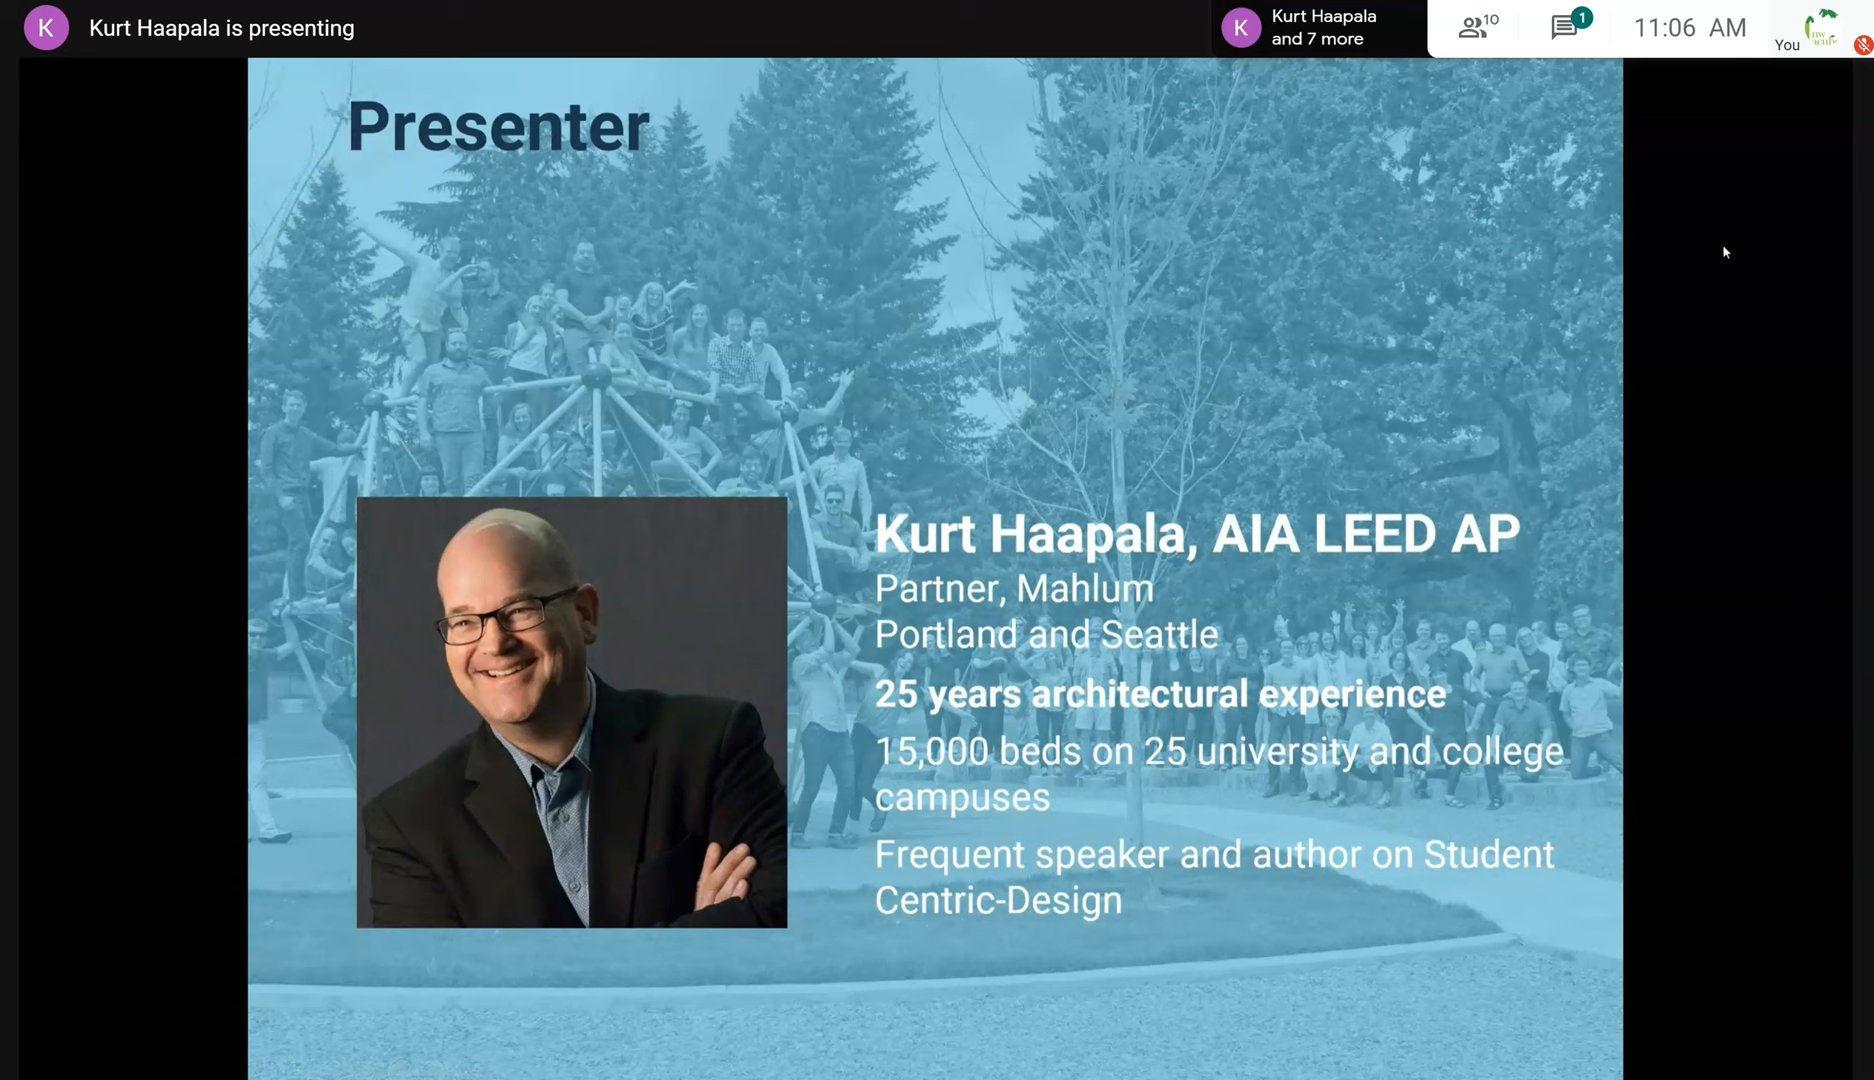 K
Kurt Haapala is presenting
K
Kurt Haapala
and 7 more
10
1
11:06 AM
You
nw
Presenter
Kurt Haapala, AIA LEED AP
Partner, Mahlum
Portland and Seattle
25 years architectural experience
15,000 beds on 25 university and college
campuses
Frequent speaker and author on Student
Centric-Design